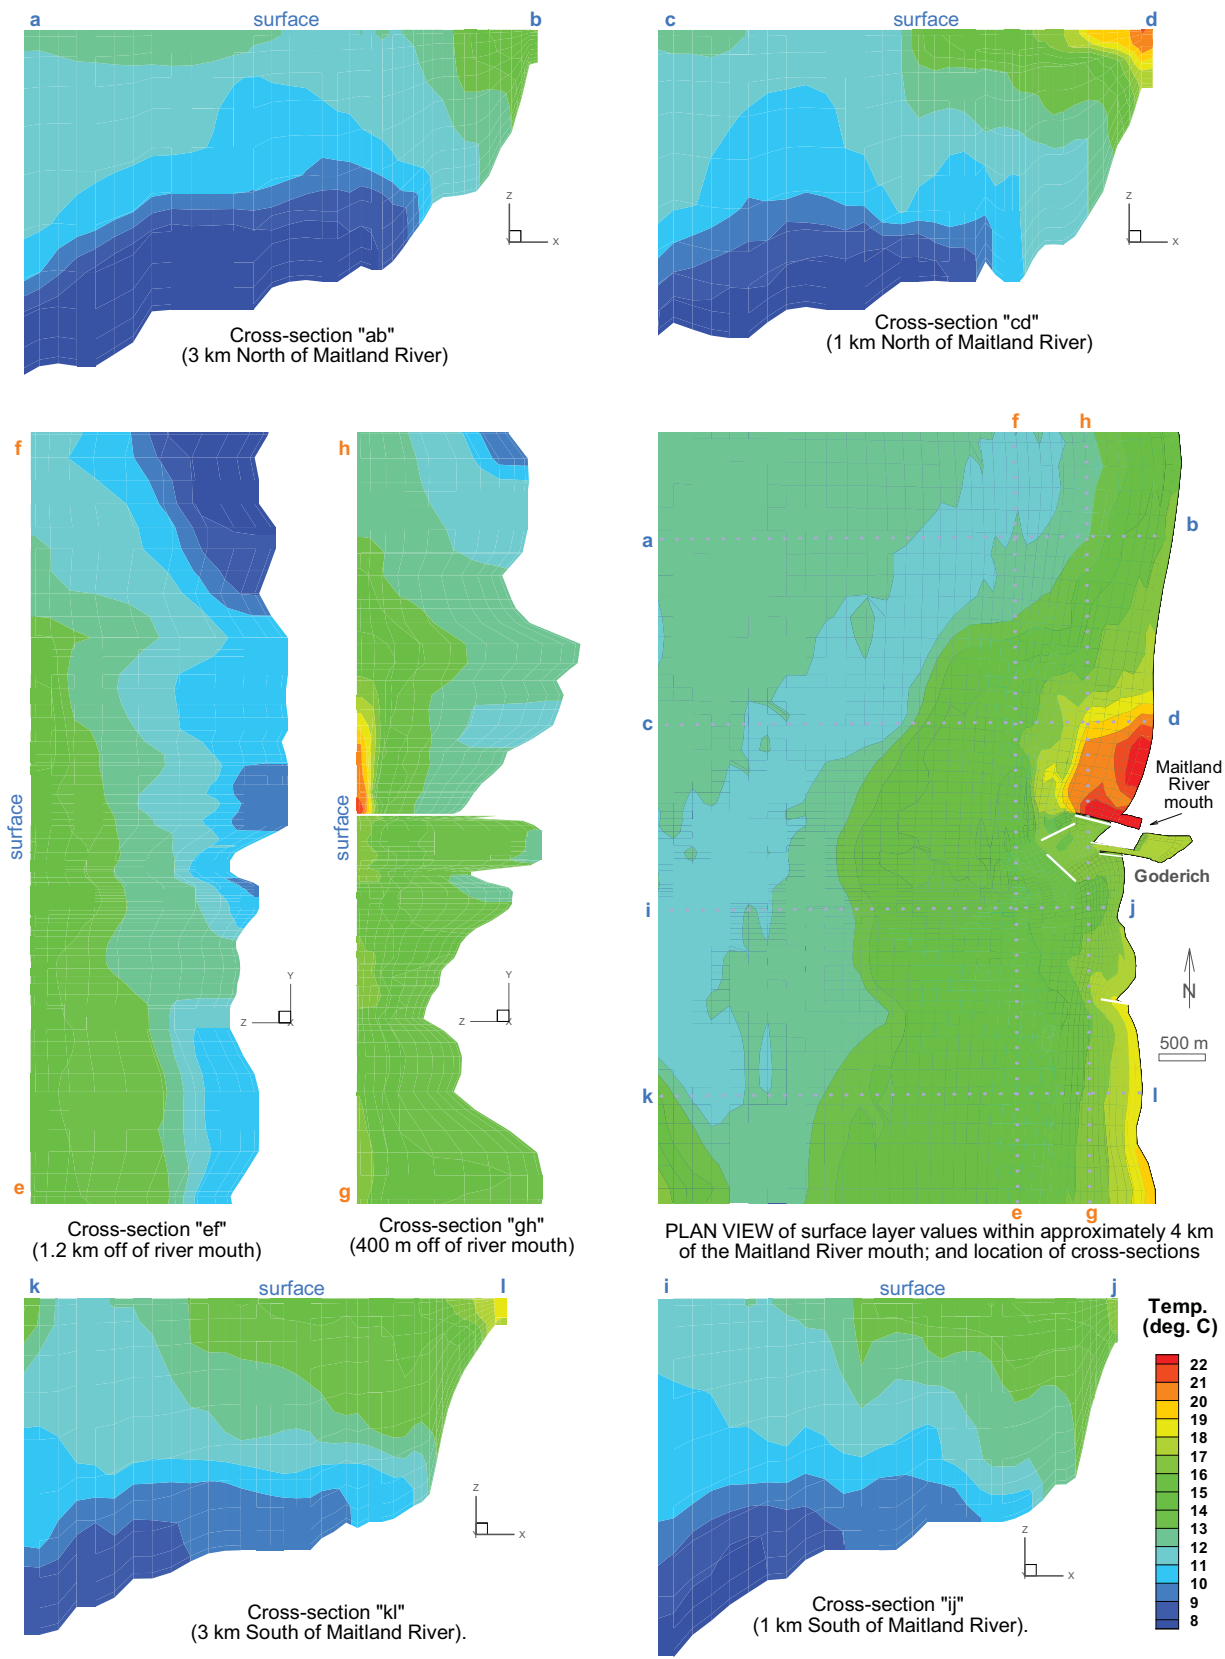 a surface b
c surface d
Z
X
Z
X
Cross-section "ab"
(3 km North of Maitland River)
Cross-section "cd"
(1 km North of Maitland River)
f
h
f h
a
b
c
d
Maitland
River
mouth
surface
surface
Goderich
i
j
Y
Z X
Y
Z X
N
500 m
k
l
e
g
e g
Cross-section "ef"
(1.2 km off of river mouth)
Cross-section "gh"
(400 m off of river mouth)
PLAN VIEW of surface layer values within approximately 4 km
of the Maitland River mouth; and location of cross-sections
k surface l
i surface j
Temp.
(deg. C)
22
21
20
19
18
17
16
15
14
13
12
11
10
9
8
Z
Y X
Z
X
Cross-section "kl"
(3 km South of Maitland River).
Cross-section "ij"
(1 km South of Maitland River).